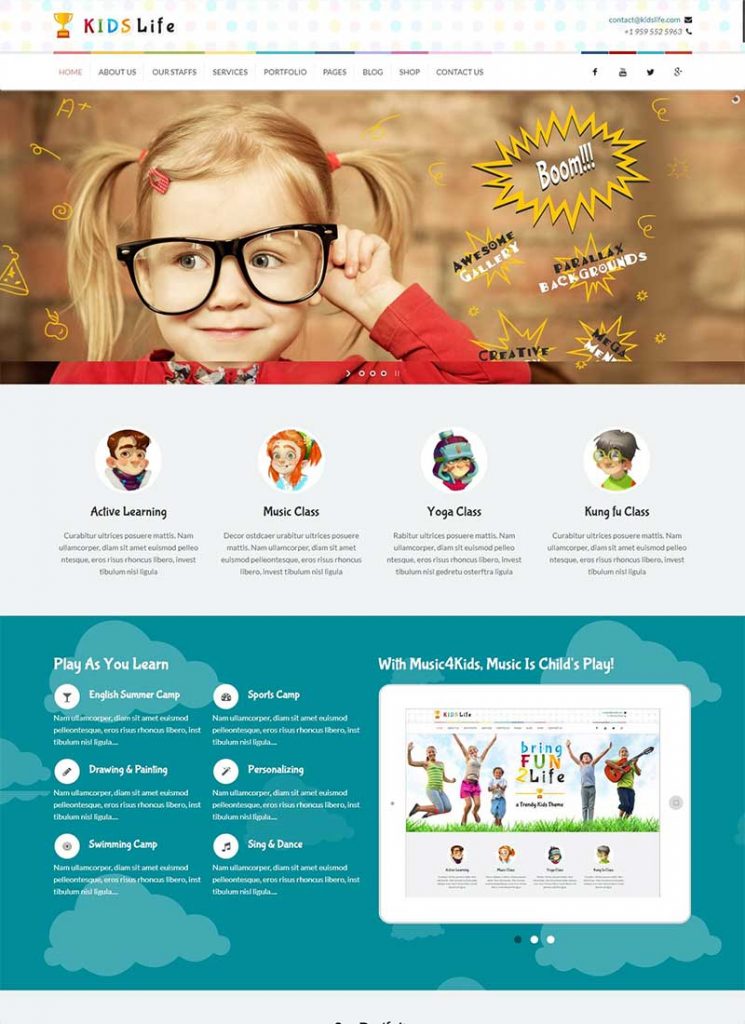 KIDS Life
contact@kidslife.com
+1 959 552 5963
HOME ABOUT US OUR STAFFS SERVICES PORTFOLIO PAGES BLOG SHOP CONTACT US
A+
Boom!!!
AWESOME
GALLERY
PARALLAX
BACKGROUNDS
CREATIVE
MEGA
MENU
Active Learning
Curabitur ultrices posuere mattis. Nam
ullamcorper, diam sit amet euismod pelleo
ntesque, eros risus rhoncus libero, invest
tibulum nisl ligula
Music Class
Decor ostdcaer urabitur ultrices posuere
mattis. Nam ullamcorper, diam sit amet
euismod pelleontesque, eros risus rhoncus
libero, invest tibulum nisl ligula
Yoga Class
Rabitur ultrices posuere mattis. Nam
ullamcorper, diam sit amet euismod pelleo
ntesque, eros risus rhoncus libero, invest
tibulum nisl gedretu osterftra ligula
Kung fu Class
Curabitur ultrices posuere mattis. Nam
ullamcorper, diam sit amet euismod pelleo
ntesque, eros risus rhoncus libero, invest
tibulum nisl ligula
Play As You Learn
English Summer Camp
Nam ullamcorper, diam sit amet euismod
pelleontesque, eros risus rhoncus libero, inves
tibulum nisl ligula....
Sports Camp
Nam ullamcorper, diam sit amet euismod
pelleontesque, eros risus rhoncus libero, inves
tibulum nisl ligula....
Drawing & Painting
Nam ullamcorper, diam sit amet euismod
pelleontesque, eros risus rhoncus libero, inves
tibulum nisl ligula....
Personalizing
Nam ullamcorper, diam sit amet euismod
pelleontesque, eros risus rhoncus libero, inves
tibulum nisl ligula....
Swimming Camp
Nam ullamcorper, diam sit amet euismod
pelleontesque, eros risus rhoncus libero, inves
tibulum nisl ligula....
Sing & Dance
Nam ullamcorper, diam sit amet euismod
pelleontesque, eros risus rhoncus libero, inves
tibulum nisl ligula....
With Music4Kids, Music Is Child's Play!
KIDS Life
bring
FUN
2Life
a Trendy Kids Theme
Active Learning
Music Class
Yoga Class
Kung fu Class